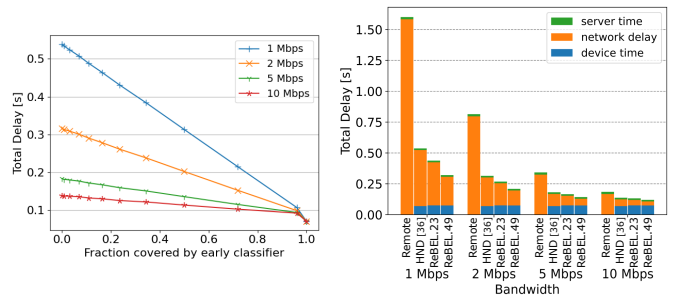 Total Delay [s]
0.5
0.4
0.3
0.2
0.1
0.0
0.2
0.4
0.6
0.8
1.0
Fraction covered by early classifier
1 Mbps
2 Mbps
5 Mbps
10 Mbps
Total Delay [s]
1.50
1.25
1.00
0.75
0.50
0.25
0.00
server time
network delay
device time
Remote
HND [36]
ReBEL.23
ReBEL.49
Remote
HND [36]
ReBEL.23
ReBEL.49
Remote
HND [36]
ReBEL.23
ReBEL.49
Remote
HND [36]
ReBEL.23
ReBEL.49
1 Mbps
2 Mbps
5 Mbps
10 Mbps
Bandwidth